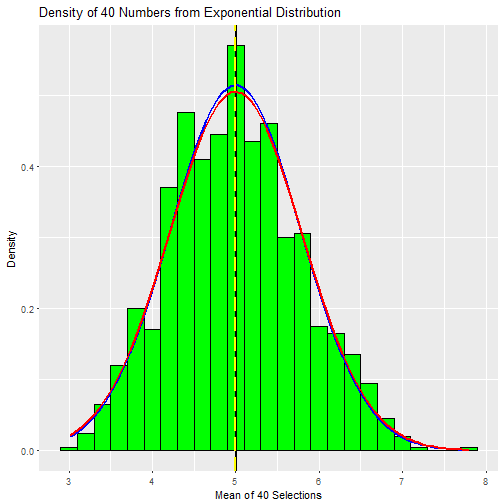 Density of 40 Numbers from Exponential Distribution
Density
0.4
0.2
0.0
3 4 5 6 7 8
Mean of 40 Selections